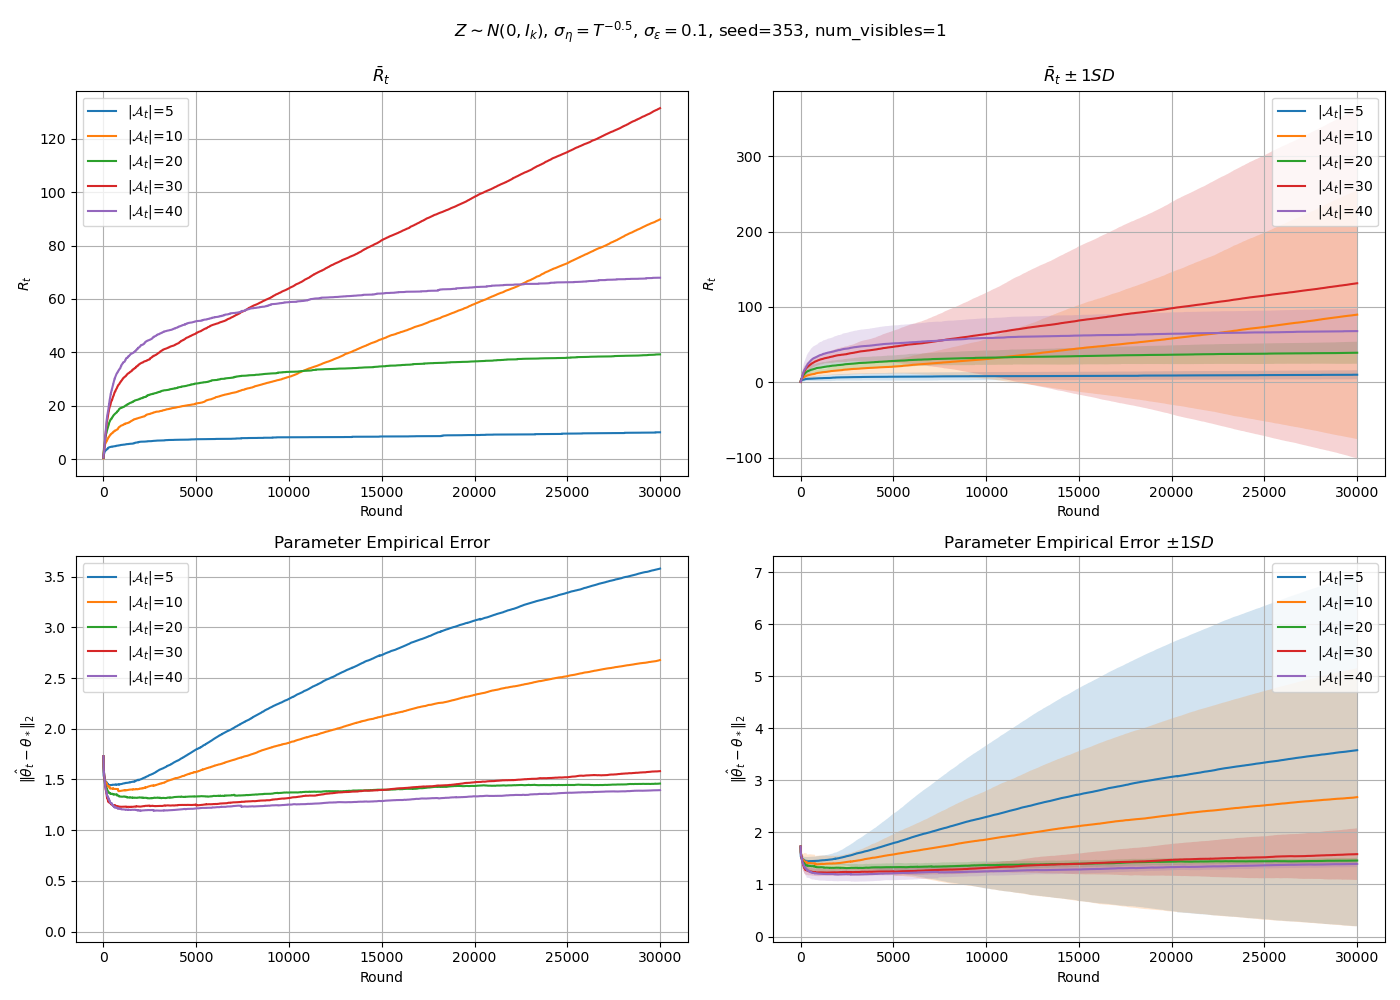 Z ∼ N(0, I_k), σ_η = T^{−0.5}, σ_ε = 0.1, seed=353, num_visibles=1
R̄_t
R_t
120
100
80
60
40
20
0
0 5000 10000 15000 20000 25000 30000
Round
|𝒜_t|=5
|𝒜_t|=10
|𝒜_t|=20
|𝒜_t|=30
|𝒜_t|=40
R̄_t ± 1SD
R_t
300
200
100
0
−100
0 5000 10000 15000 20000 25000 30000
Round
|𝒜_t|=5
|𝒜_t|=10
|𝒜_t|=20
|𝒜_t|=30
|𝒜_t|=40
Parameter Empirical Error
‖θ̂_t − θ_*‖_2
3.5
3.0
2.5
2.0
1.5
1.0
0.5
0.0
0 5000 10000 15000 20000 25000 30000
Round
|𝒜_t|=5
|𝒜_t|=10
|𝒜_t|=20
|𝒜_t|=30
|𝒜_t|=40
Parameter Empirical Error ±1SD
‖θ̂_t − θ_*‖_2
7
6
5
4
3
2
1
0
0 5000 10000 15000 20000 25000 30000
Round
|𝒜_t|=5
|𝒜_t|=10
|𝒜_t|=20
|𝒜_t|=30
|𝒜_t|=40